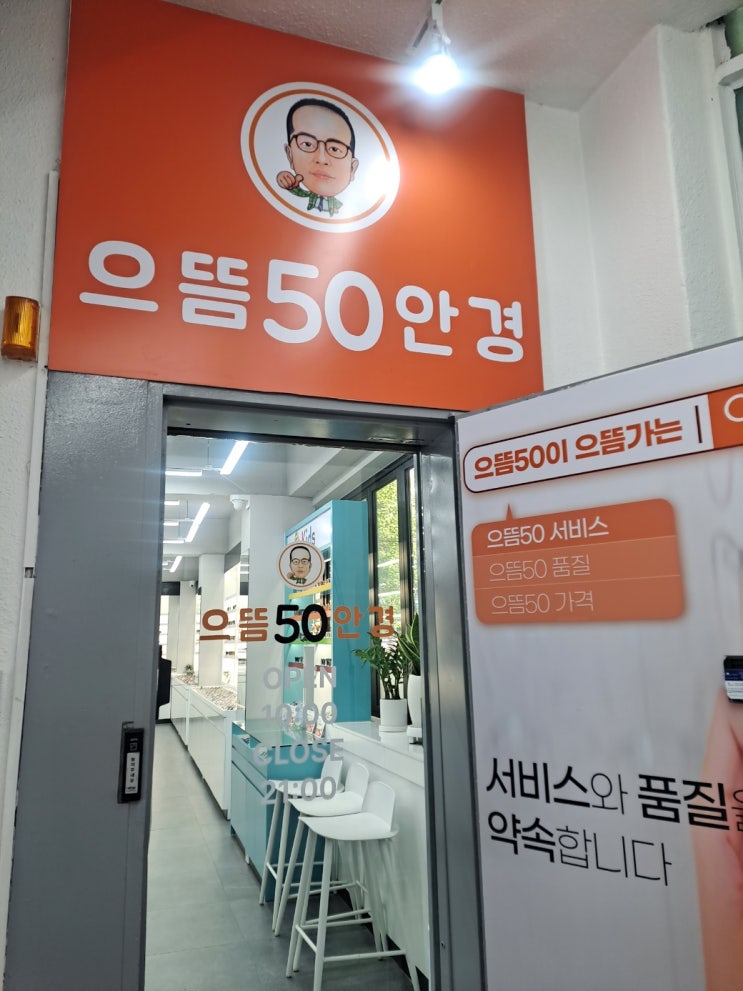 으뜸50안경
으뜸50이 으뜸가는
으뜸50 서비스
으뜸50 품질
으뜸50 가격
Kids
으뜸50안경
OPEN
10:00
CLOSE
21:00
서비스와 품질을
약속합니다